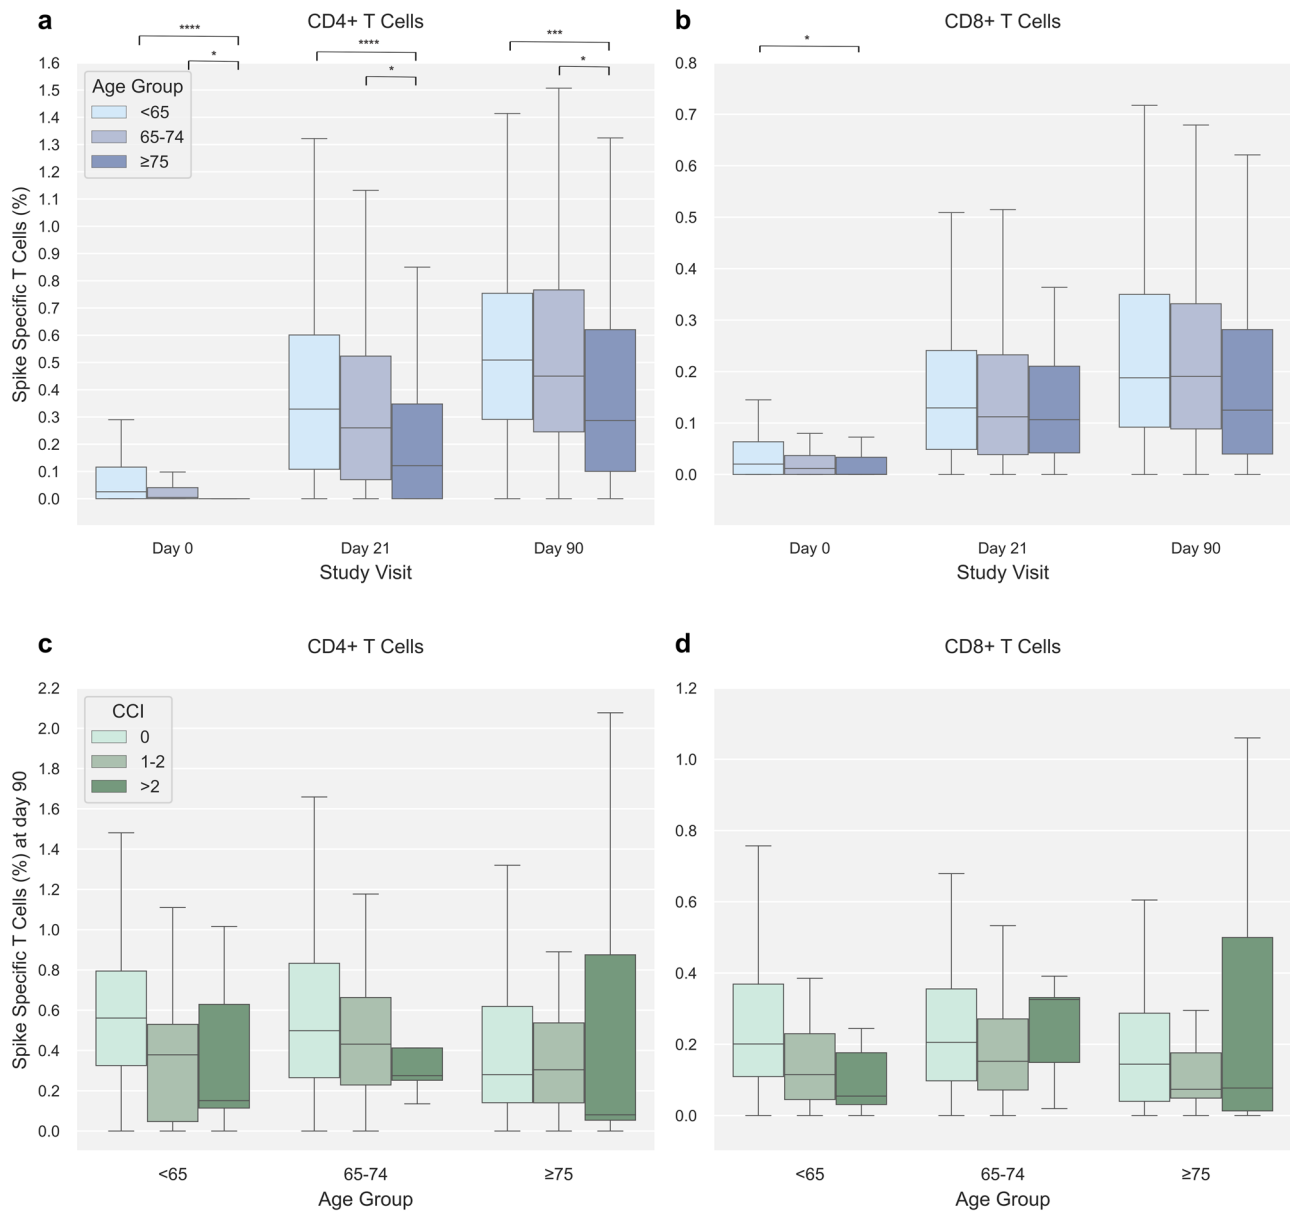 a
CD4+ T Cells
****
*
****
*
***
*
Age Group
<65
65-74
≥75
Spike Specific T Cells (%)
1.6
1.5
1.4
1.3
1.2
1.1
1.0
0.9
0.8
0.7
0.6
0.5
0.4
0.3
0.2
0.1
0.0
Day 0
Day 21
Day 90
Study Visit
b
CD8+ T Cells
*
0.8
0.7
0.6
0.5
0.4
0.3
0.2
0.1
0.0
Day 0
Day 21
Day 90
Study Visit
c
CD4+ T Cells
CCI
0
1-2
>2
Spike Specific T Cells (%) at day 90
2.2
2.0
1.8
1.6
1.4
1.2
1.0
0.8
0.6
0.4
0.2
0.0
<65
65-74
≥75
Age Group
d
CD8+ T Cells
1.2
1.0
0.8
0.6
0.4
0.2
0.0
<65
65-74
≥75
Age Group